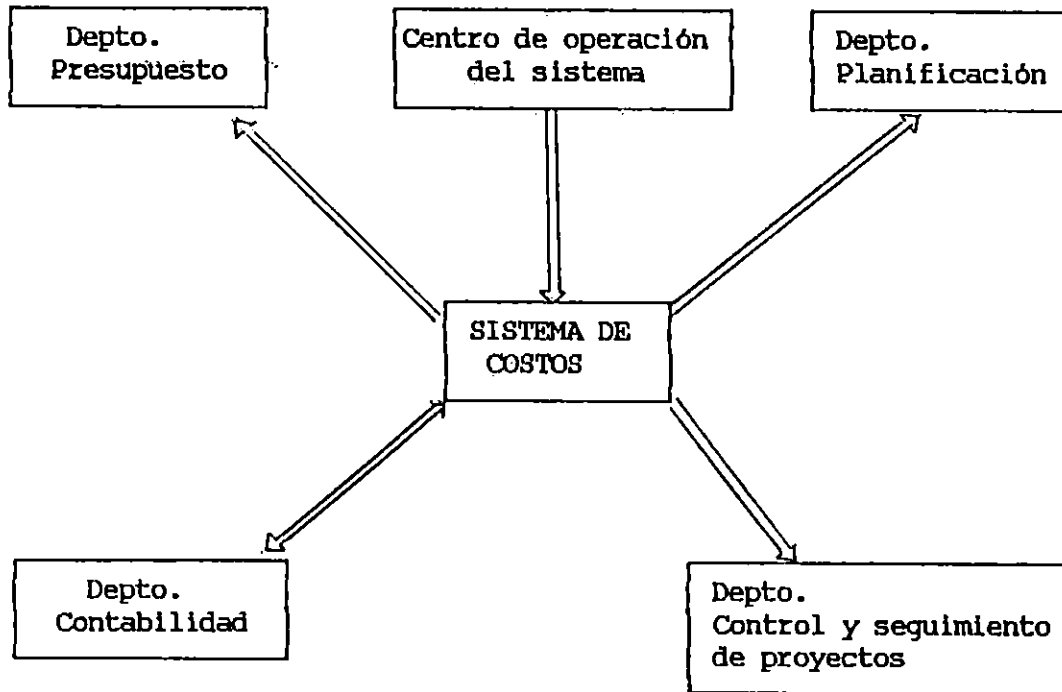 Depto.
Presupuesto
Centro de operación
del sistema
Depto.
Planificación
SISTEMA DE
COSTOS
Depto.
Contabilidad
Depto.
Control y seguimiento
de proyectos